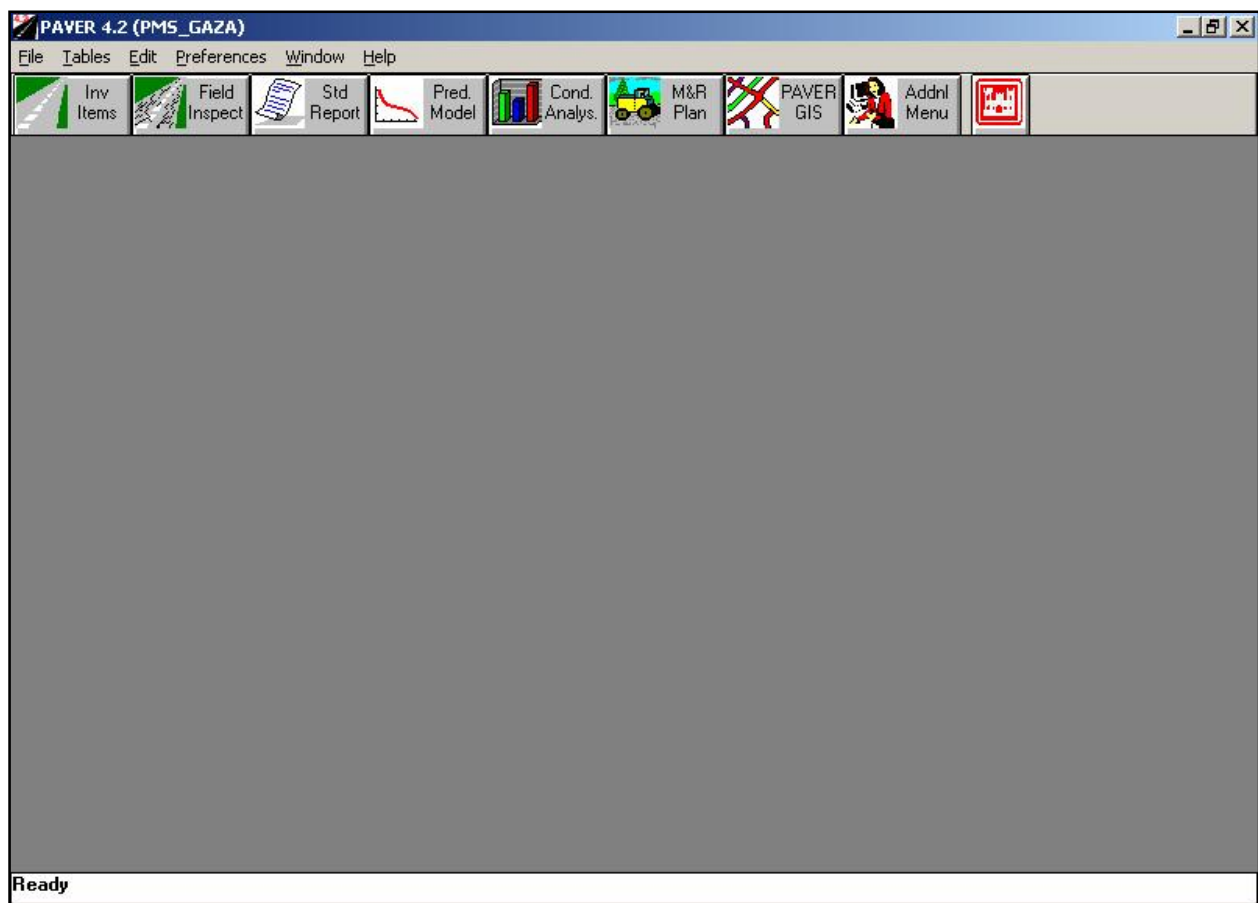 PAVER 4.2 (PMS_GAZA)
File Tables Edit Preferences Window Help
Inv Items
Field Inspect
Std Report
Pred. Model
Cond. Analys.
M&R Plan
PAVER GIS
Addnl Menu
Ready